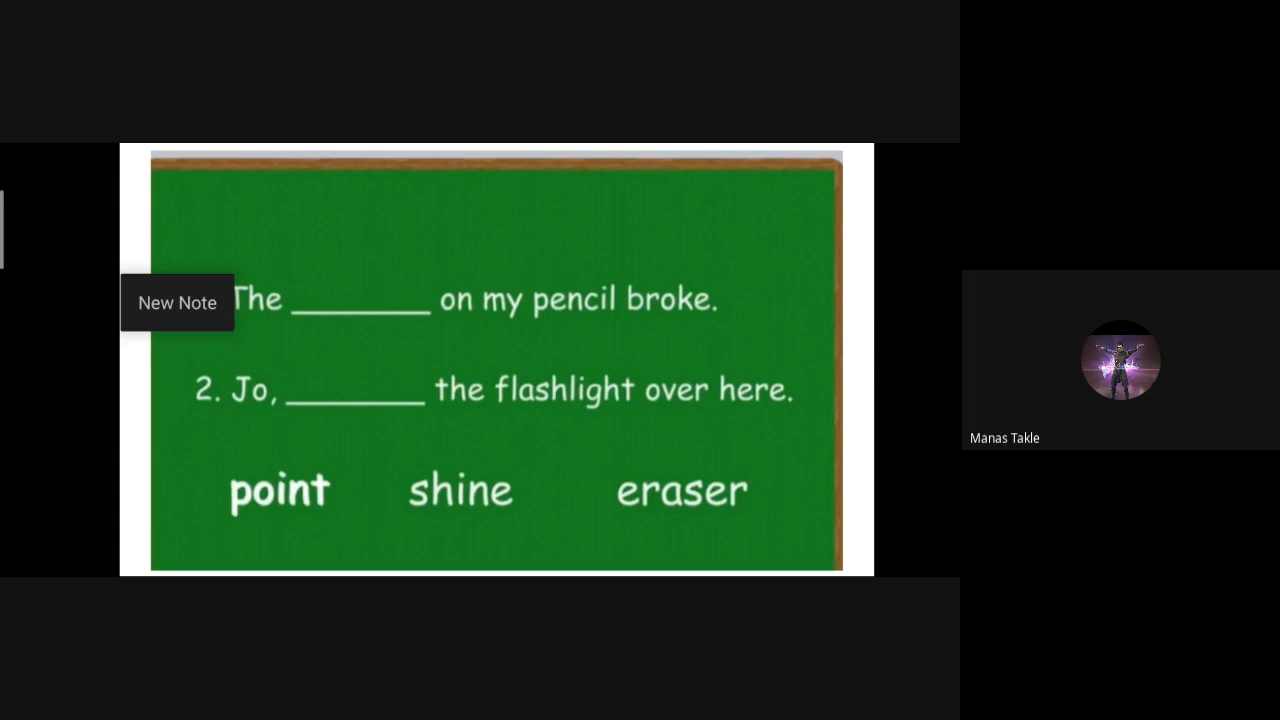 New Note
The ________ on my pencil broke.
2. Jo, ________ the flashlight over here.
point shine eraser
Manas Takle